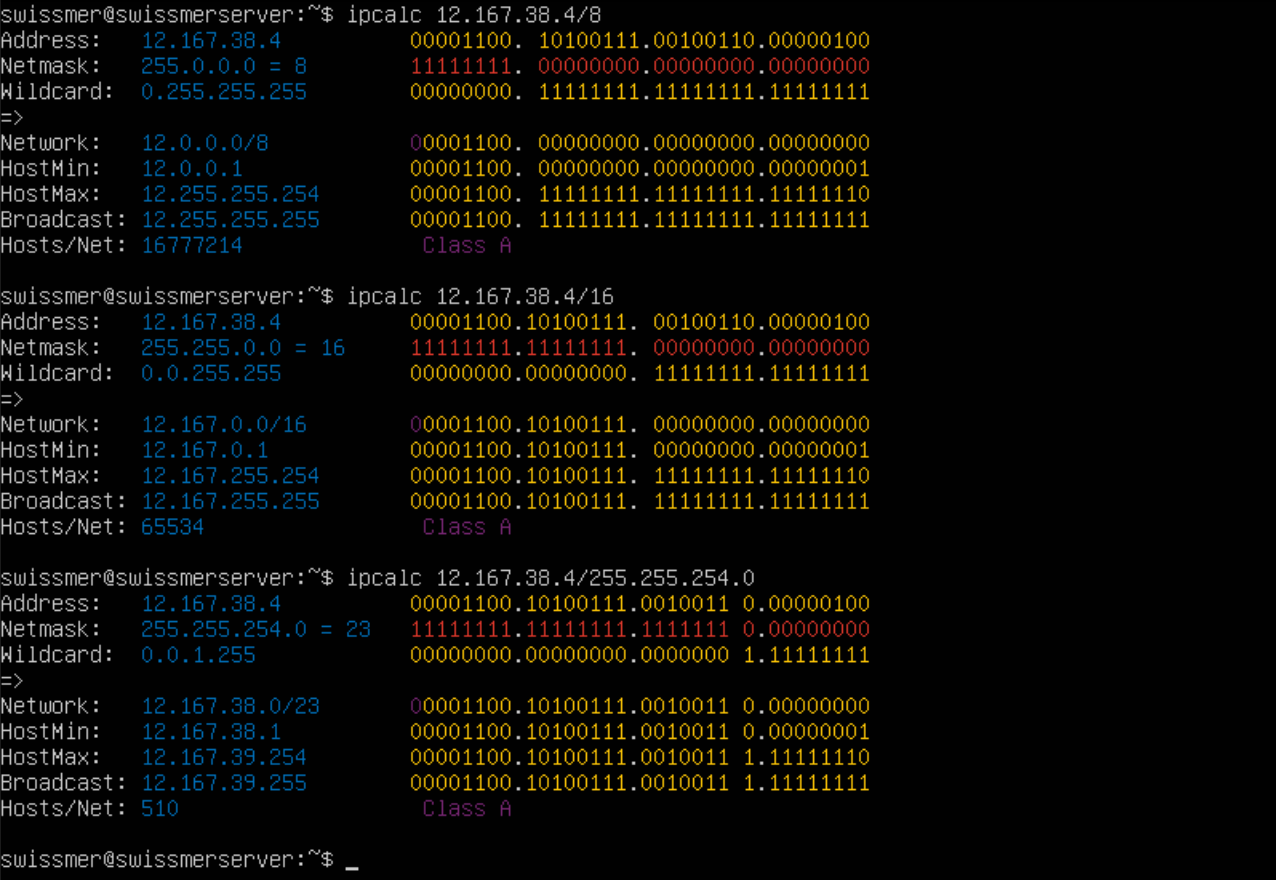 swissmer@swissmerserver:~$ ipcalc 12.167.38.4/8
Address:   12.167.38.4          00001100. 10100111.00100110.00000100
Netmask:   255.0.0.0 = 8        11111111. 00000000.00000000.00000000
Wildcard:  0.255.255.255        00000000. 11111111.11111111.11111111
=>
Network:   12.0.0.0/8           00001100. 00000000.00000000.00000000
HostMin:   12.0.0.1             00001100. 00000000.00000000.00000001
HostMax:   12.255.255.254       00001100. 11111111.11111111.11111110
Broadcast: 12.255.255.255       00001100. 11111111.11111111.11111111
Hosts/Net: 16777214              Class A
swissmer@swissmerserver:~$ ipcalc 12.167.38.4/16
Address:   12.167.38.4          00001100.10100111. 00100110.00000100
Netmask:   255.255.0.0 = 16     11111111.11111111. 00000000.00000000
Wildcard:  0.0.255.255          00000000.00000000. 11111111.11111111
=>
Network:   12.167.0.0/16        00001100.10100111. 00000000.00000000
HostMin:   12.167.0.1           00001100.10100111. 00000000.00000001
HostMax:   12.167.255.254       00001100.10100111. 11111111.11111110
Broadcast: 12.167.255.255       00001100.10100111. 11111111.11111111
Hosts/Net: 65534                 Class A
swissmer@swissmerserver:~$ ipcalc 12.167.38.4/255.255.254.0
Address:   12.167.38.4          00001100.10100111.0010011 0.00000100
Netmask:   255.255.254.0 = 23   11111111.11111111.1111111 0.00000000
Wildcard:  0.0.1.255            00000000.00000000.0000000 1.11111111
=>
Network:   12.167.38.0/23       00001100.10100111.0010011 0.00000000
HostMin:   12.167.38.1          00001100.10100111.0010011 0.00000001
HostMax:   12.167.39.254        00001100.10100111.0010011 1.11111110
Broadcast: 12.167.39.255        00001100.10100111.0010011 1.11111111
Hosts/Net: 510                   Class A
swissmer@swissmerserver:~$ _